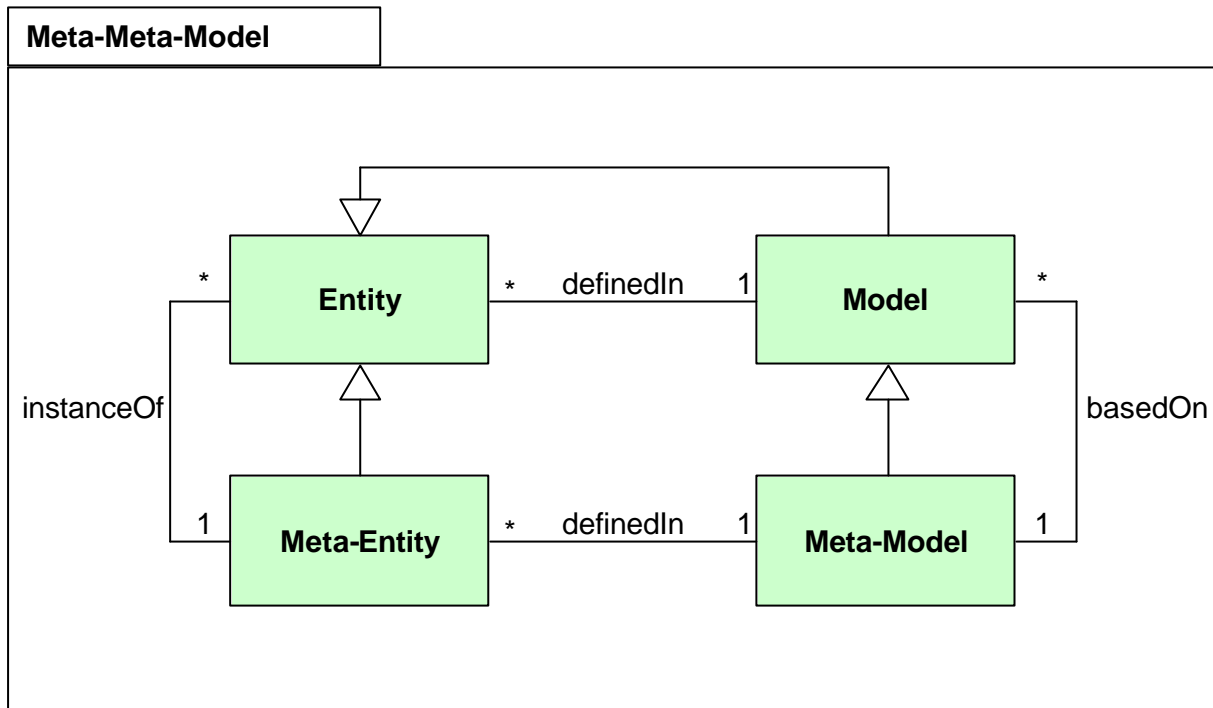 Meta-Meta-Model
* * definedIn 1 *
Entity Model
instanceOf basedOn
1 * definedIn 1 1
Meta-Entity Meta-Model